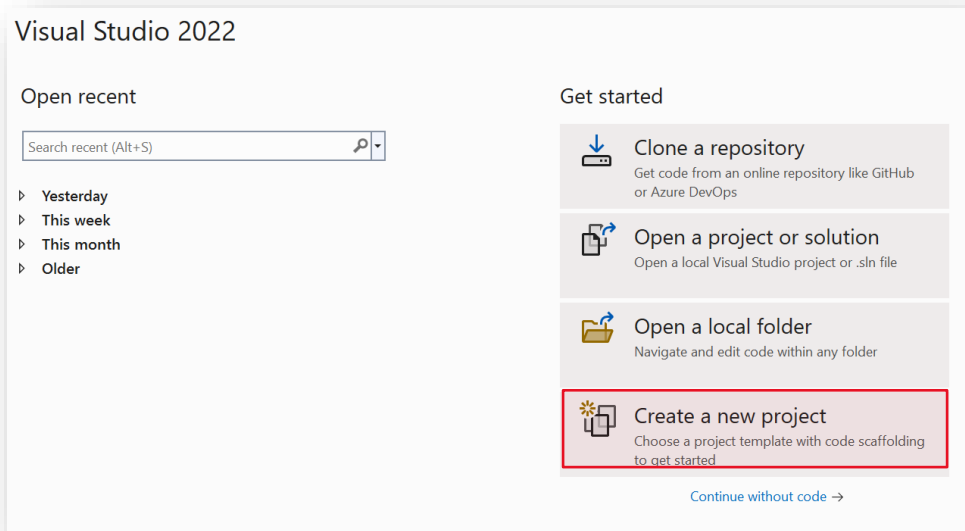 Visual Studio 2022
Open recent
Search recent (Alt+S)
Yesterday
This week
This month
Older
Get started
Clone a repository
Get code from an online repository like GitHub
or Azure DevOps
Open a project or solution
Open a local Visual Studio project or .sln file
Open a local folder
Navigate and edit code within any folder
Create a new project
Choose a project template with code scaffolding
to get started
Continue without code →